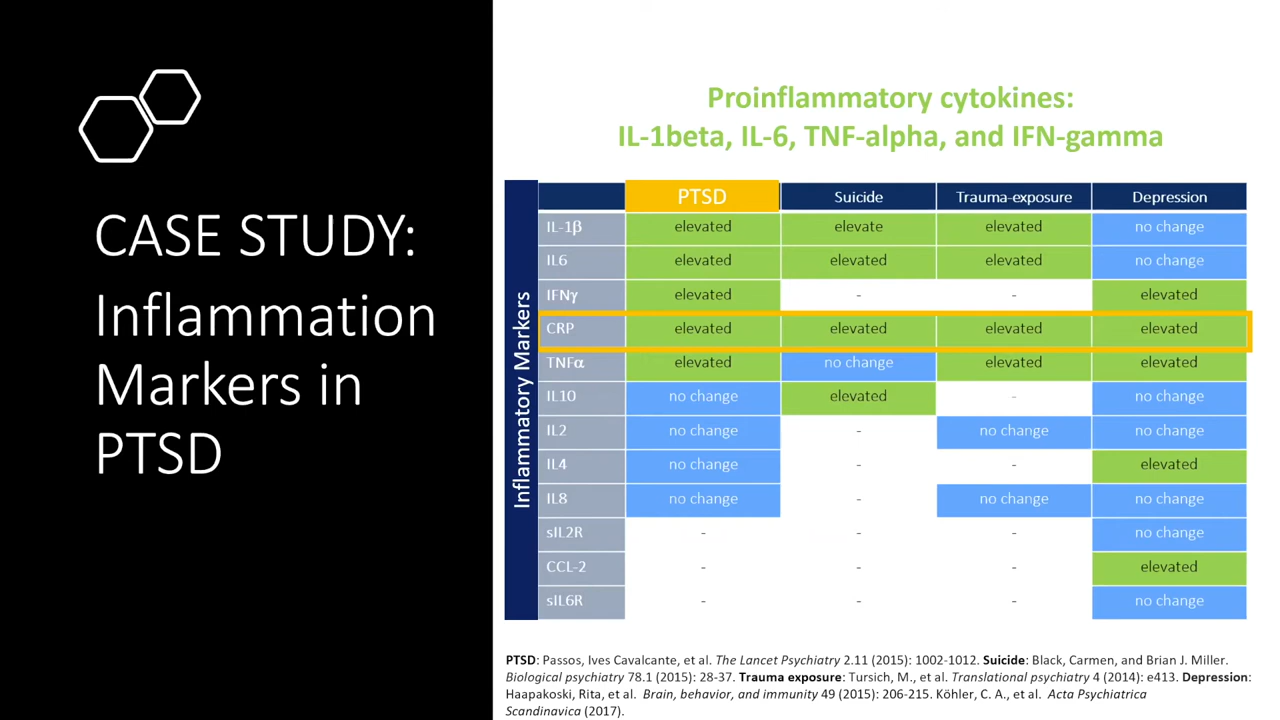 CASE STUDY:
Inflammation
Markers in
PTSD
Proinflammatory cytokines:
IL-1beta, IL-6, TNF-alpha, and IFN-gamma
Inflammatory Markers
PTSD Suicide Trauma-exposure Depression
IL-1β elevated elevate elevated no change
IL6 elevated elevated elevated no change
IFNγ elevated - - elevated
CRP elevated elevated elevated elevated
TNFα elevated no change elevated elevated
IL10 no change elevated - no change
IL2 no change - no change no change
IL4 no change - - elevated
IL8 no change - no change no change
sIL2R - - - no change
CCL-2 - - - elevated
sIL6R - - - no change
PTSD: Passos, Ives Cavalcante, et al. The Lancet Psychiatry 2.11 (2015): 1002-1012. Suicide: Black, Carmen, and Brian J. Miller.
Biological psychiatry 78.1 (2015): 28-37. Trauma exposure: Tursich, M., et al. Translational psychiatry 4 (2014): e413. Depression:
Haapakoski, Rita, et al. Brain, behavior, and immunity 49 (2015): 206-215. Köhler, C. A., et al. Acta Psychiatrica
Scandinavica (2017).